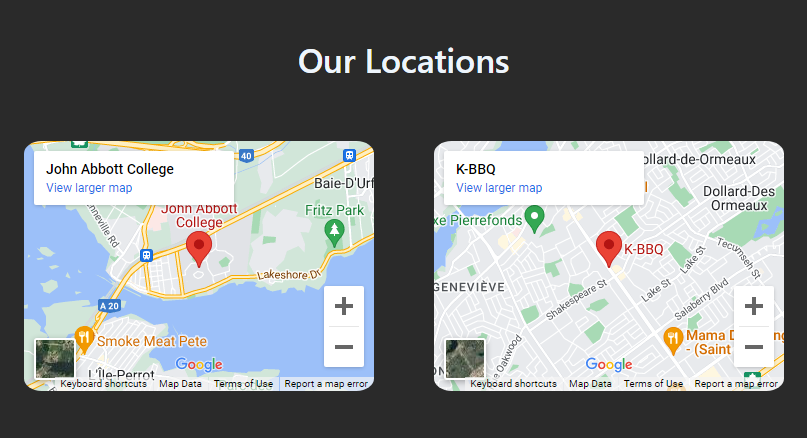 Our Locations
John Abbott College
View larger map
40
Baie-D'Urf
John Abbott
College
Fritz Park
nneville Rd
Lakeshore Dr
A 20
Smoke Meat Pete
L'Île-Perrot
Google
Keyboard shortcuts
Map Data
Terms of Use
Report a map error
K-BBQ
View larger map
ollard-de-Ormeaux
Dollard-Des
Ormeaux
xe Pierrefonds
K-BBQ
GENEVIÈVE
Tecumseh St
Lake St
Lake St
Shakespeare St
Salaberry Blvd
Oakwood
Mama D
ng
- (Saint
Google
Keyboard shortcuts
Map Data
Terms of Use
Report a map error